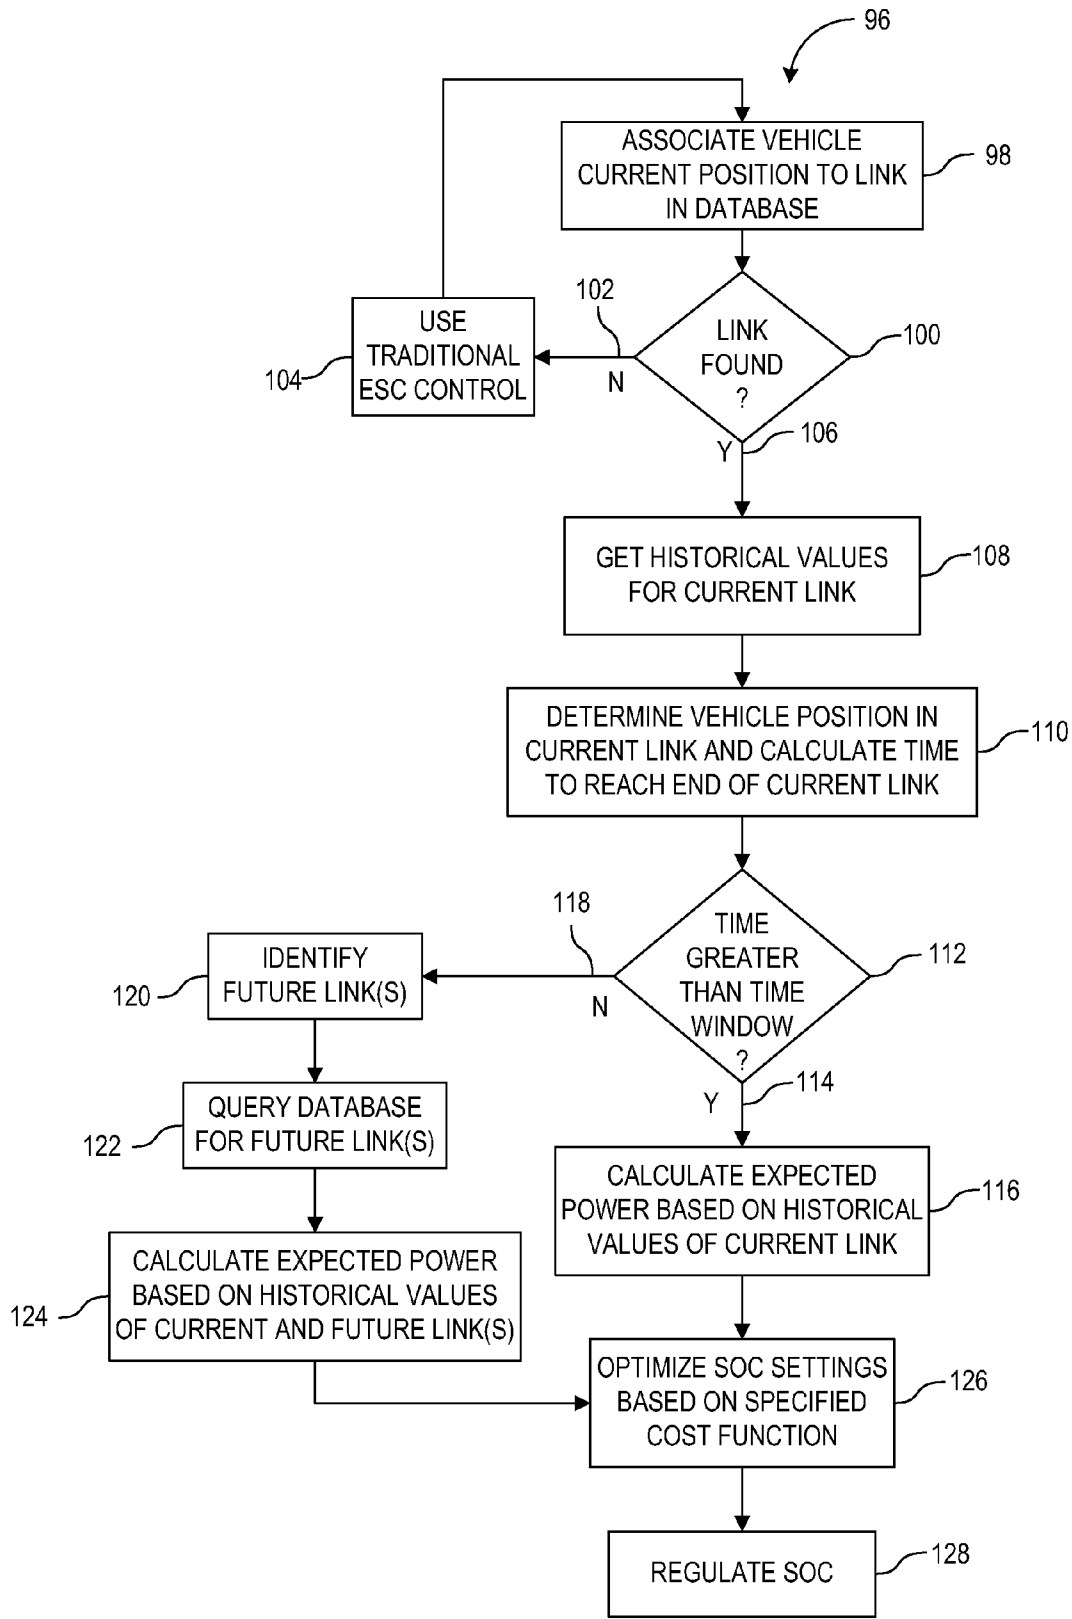 96
ASSOCIATE VEHICLE
CURRENT POSITION TO LINK
IN DATABASE
98
LINK
FOUND
?
100
102
N
USE
TRADITIONAL
ESC CONTROL
104
Y
106
GET HISTORICAL VALUES
FOR CURRENT LINK
108
DETERMINE VEHICLE POSITION IN
CURRENT LINK AND CALCULATE TIME
TO REACH END OF CURRENT LINK
110
TIME
GREATER
THAN TIME
WINDOW
?
112
118
N
IDENTIFY
FUTURE LINK(S)
120
QUERY DATABASE
FOR FUTURE LINK(S)
122
CALCULATE EXPECTED POWER
BASED ON HISTORICAL VALUES
OF CURRENT AND FUTURE LINK(S)
124
Y
114
CALCULATE EXPECTED
POWER BASED ON HISTORICAL
VALUES OF CURRENT LINK
116
OPTIMIZE SOC SETTINGS
BASED ON SPECIFIED
COST FUNCTION
126
REGULATE SOC
128